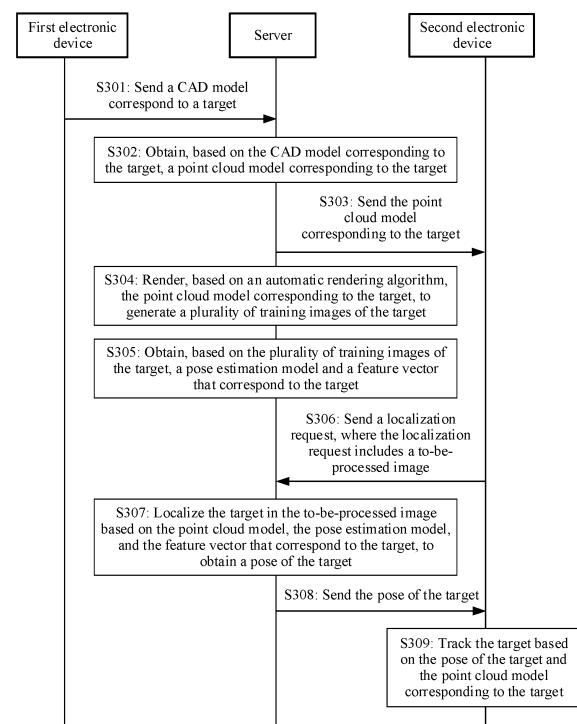 First electronic
device
Server
Second electronic
device
S301: Send a CAD model
correspond to a target
S302: Obtain, based on the CAD model corresponding to
the target, a point cloud model corresponding to the target
S303: Send the point
cloud model
corresponding to the target
S304: Render, based on an automatic rendering algorithm,
the point cloud model corresponding to the target, to
generate a plurality of training images of the target
S305: Obtain, based on the plurality of training images of
the target, a pose estimation model and a feature vector
that correspond to the target
S306: Send a localization
request, where the localization
request includes a to-be-
processed image
S307: Localize the target in the to-be-processed image
based on the point cloud model, the pose estimation model,
and the feature vector that correspond to the target, to
obtain a pose of the target
S308: Send the pose of the target
S309: Track the target based
on the pose of the target and
the point cloud model
corresponding to the target